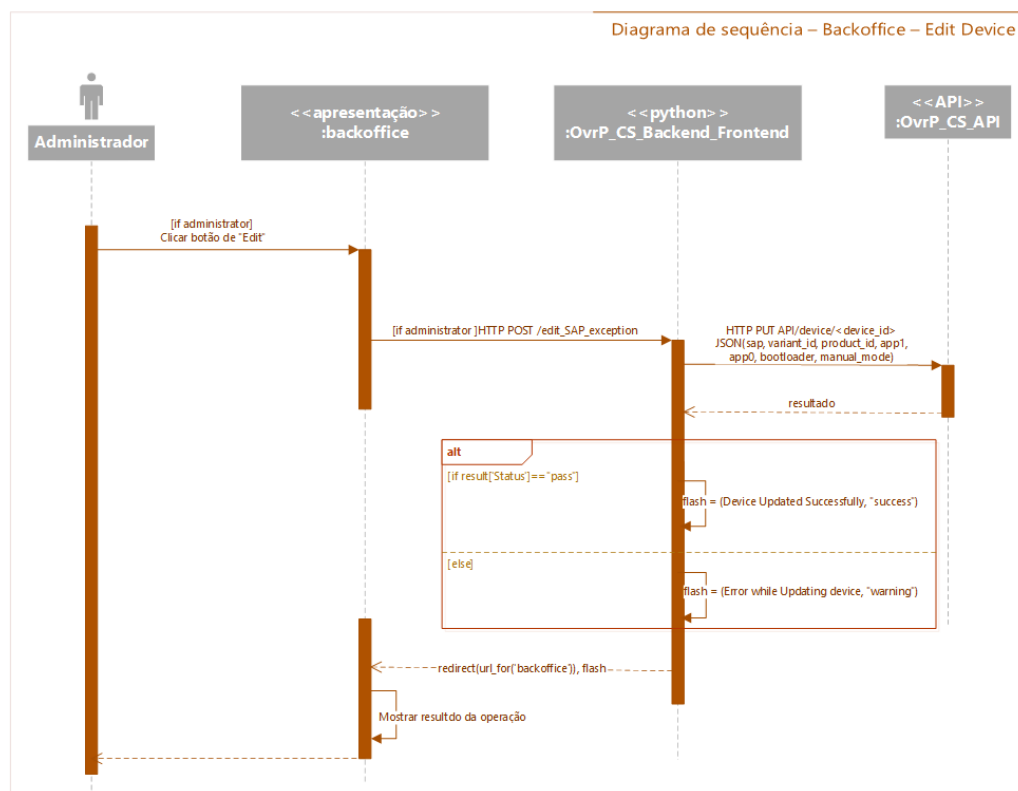 Diagrama de sequência – Backoffice – Edit Device
Administrador
<<apresentação>>
:backoffice
<<python>>
:OvrP_CS_Backend_Frontend
<<API>>
:OvrP_CS_API
[if administrator]
Clicar botão de "Edit"
[if administrator ]HTTP POST /edit_SAP_exception
HTTP PUT API/device/<device_id>
JSON(sap, variant_id, product_id, app1,
app0, bootloader, manual_mode)
resultado
alt
[if result['Status']=="pass"]
flash = (Device Updated Successfully, "success")
[else]
flash = (Error while Updating device, "warning")
redirect(url_for('backoffice')), flash
Mostrar resultdo da operação